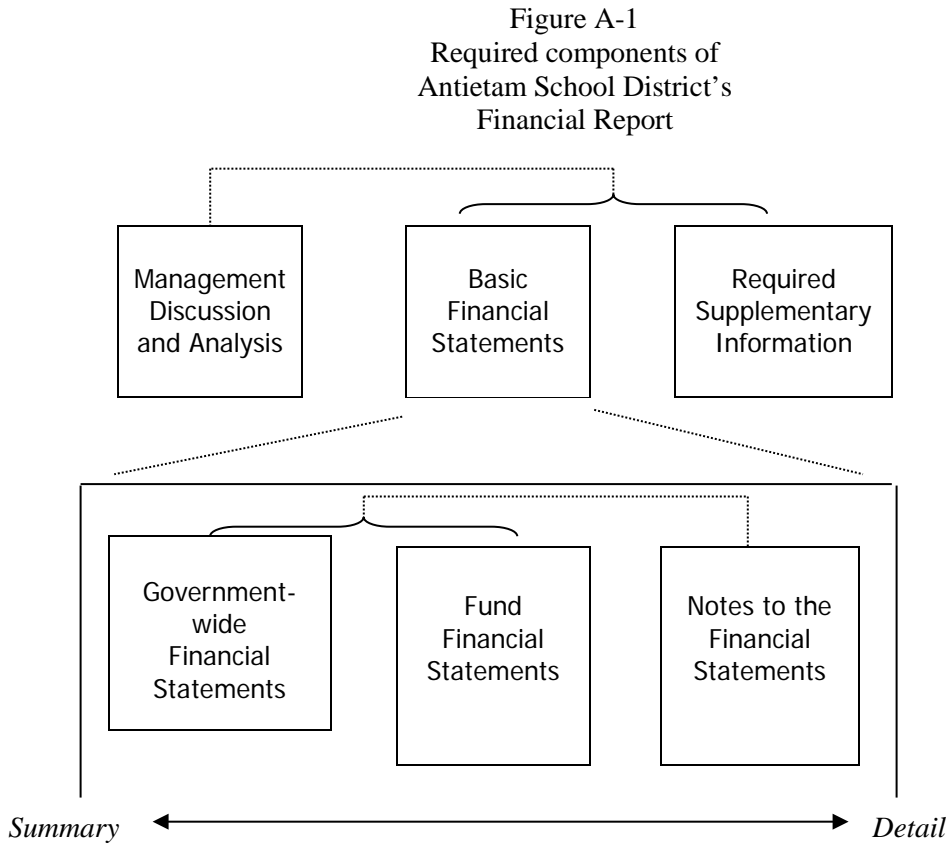 Figure A-1
Required components of
Antietam School District's
Financial Report
Management
Discussion
and Analysis
Basic
Financial
Statements
Required
Supplementary
Information
Government-
wide
Financial
Statements
Fund
Financial
Statements
Notes to the
Financial
Statements
Summary
Detail